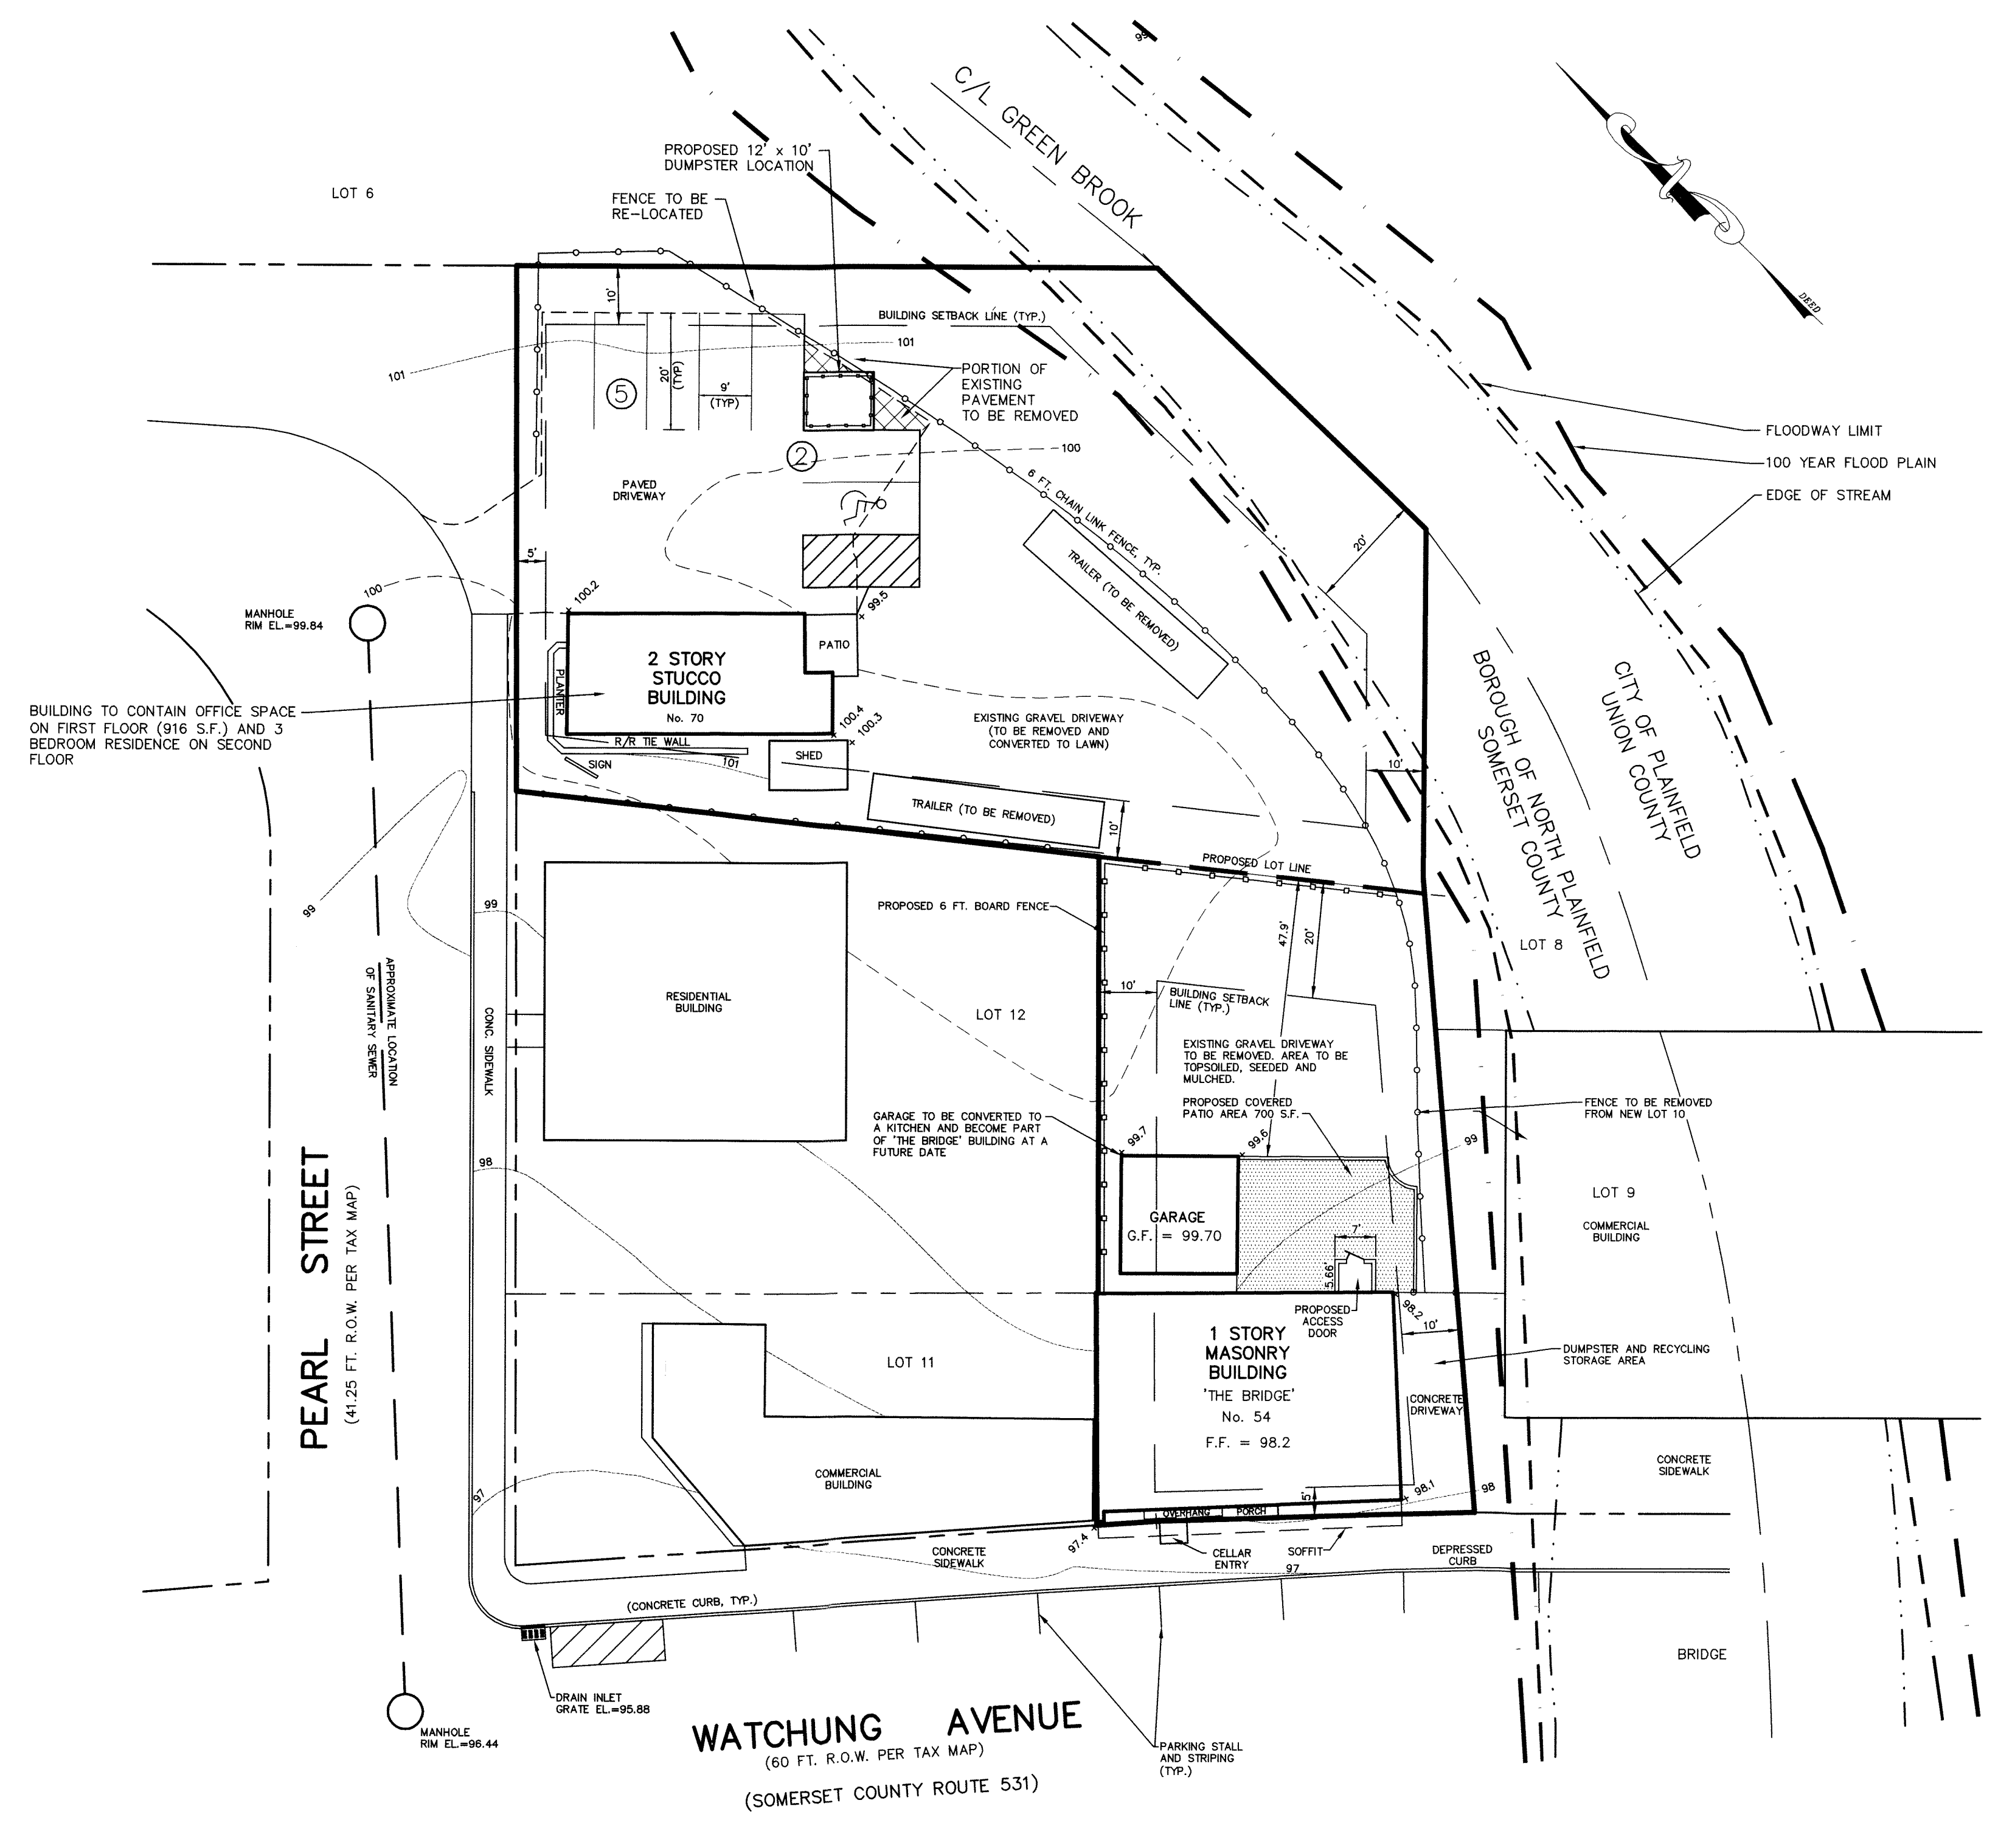 99
C/L GREEN BROOK
PROPOSED 12' x 10'
DUMPSTER LOCATION
LOT 6
FENCE TO BE
RE-LOCATED
DEED
10'
BUILDING SETBACK LINE (TYP.)
101
101
20'
(TYP)
9'
(TYP)
5
PORTION OF
EXISTING
PAVEMENT
TO BE REMOVED
FLOODWAY LIMIT
100 YEAR FLOOD PLAIN
EDGE OF STREAM
2
100
PAVED
DRIVEWAY
6 FT. CHAIN LINK FENCE, TYP.
TRAILER (TO BE REMOVED)
20'
5'
100
100.2
99.5
MANHOLE
RIM EL.=99.84
PATIO
2 STORY
STUCCO
BUILDING
No. 70
PLANTER
BUILDING TO CONTAIN OFFICE SPACE
ON FIRST FLOOR (916 S.F.) AND 3
BEDROOM RESIDENCE ON SECOND
FLOOR
R/R TIE WALL
SIGN
101
SHED
100.4
100.3
EXISTING GRAVEL DRIVEWAY
(TO BE REMOVED AND
CONVERTED TO LAWN)
10'
TRAILER (TO BE REMOVED)
10'
BOROUGH OF NORTH PLAINFIELD
SOMERSET COUNTY
CITY OF PLAINFIELD
UNION COUNTY
PROPOSED LOT LINE
99
99
PROPOSED 6 FT. BOARD FENCE
47.9'
20'
LOT 8
APPROXIMATE LOCATION
OF SANITARY SEWER
CONC. SIDEWALK
RESIDENTIAL
BUILDING
LOT 12
10'
BUILDING SETBACK
LINE (TYP.)
EXISTING GRAVEL DRIVEWAY
TO BE REMOVED. AREA TO BE
TOPSOILED, SEEDED AND
MULCHED.
PROPOSED COVERED
PATIO AREA 700 S.F.
FENCE TO BE REMOVED
FROM NEW LOT 10
GARAGE TO BE CONVERTED TO
A KITCHEN AND BECOME PART
OF 'THE BRIDGE' BUILDING AT A
FUTURE DATE
99.7
99.6
99
98
LOT 9
COMMERCIAL
BUILDING
GARAGE
G.F. = 99.70
7'
5.66'
PROPOSED
ACCESS
DOOR
98.2
10'
PEARL STREET
(41.25 FT. R.O.W. PER TAX MAP)
LOT 11
1 STORY
MASONRY
BUILDING
'THE BRIDGE'
No. 54
F.F. = 98.2
DUMPSTER AND RECYCLING
STORAGE AREA
CONCRETE
DRIVEWAY
COMMERCIAL
BUILDING
CONCRETE
SIDEWALK
97
5'
98.1
98
OVERHANG
PORCH
97.4
CONCRETE
SIDEWALK
CELLAR
ENTRY
SOFFIT
97
DEPRESSED
CURB
(CONCRETE CURB, TYP.)
BRIDGE
DRAIN INLET
GRATE EL.=95.88
MANHOLE
RIM EL.=96.44
WATCHUNG AVENUE
(60 FT. R.O.W. PER TAX MAP)
(SOMERSET COUNTY ROUTE 531)
PARKING STALL
AND STRIPING
(TYP.)